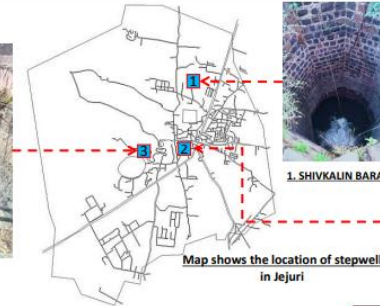 1
2
3
1. SHIVKALIN BARA
Map shows the location of stepwell
in Jejuri